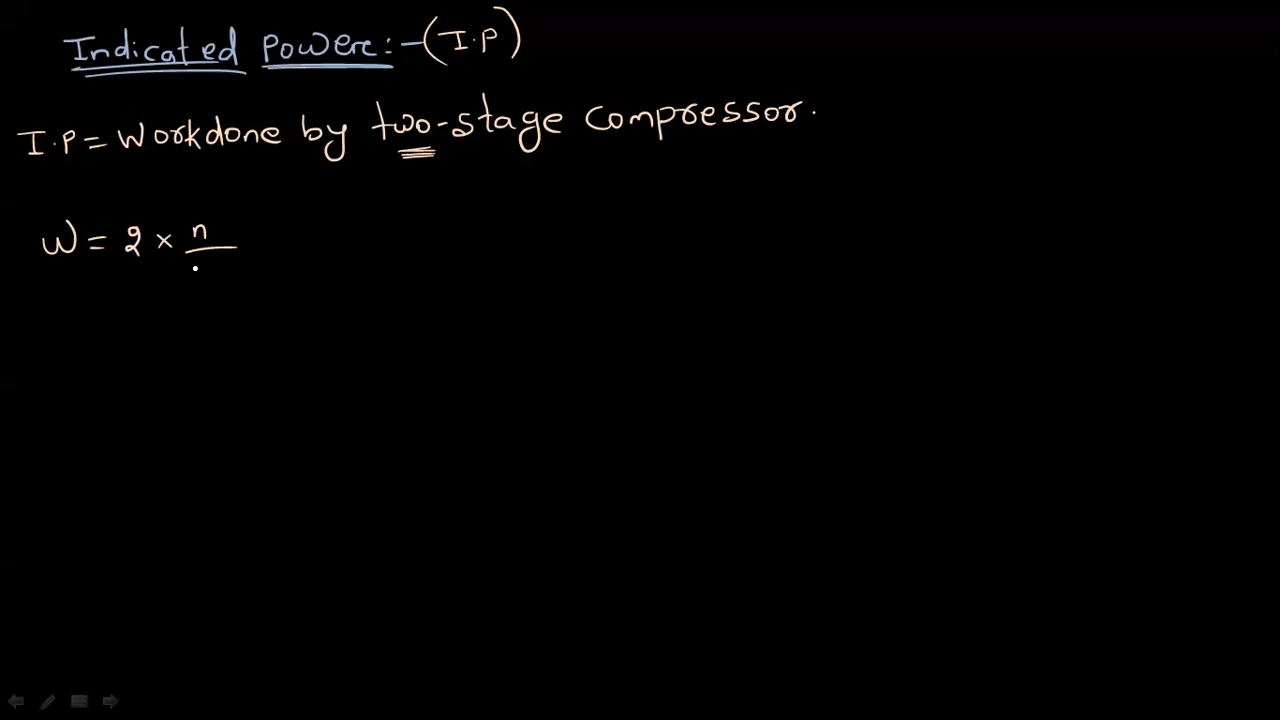 Indicated Power:-(I.P)
I.P = Workdone by two-stage compressor.
W = 2 × n/